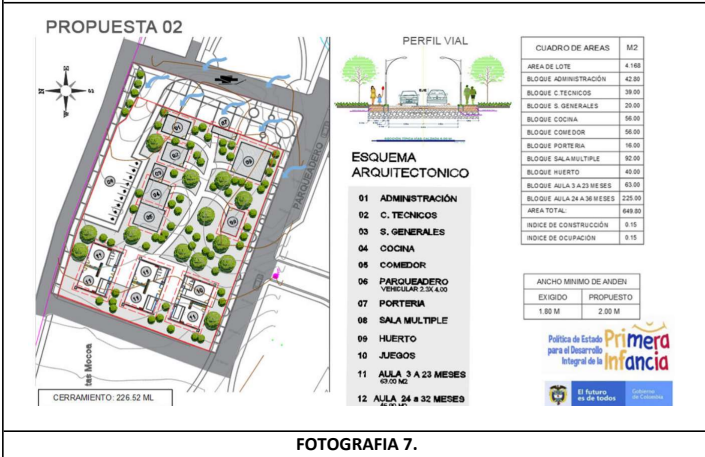 PROPUESTA 02
PARQUEADERO
tas Mocoa
CERRAMIENTO: 226.52 ML
PERFIL VIAL
ESQUEMA
ARQUITECTONICO
01 ADMINISTRACIÓN
02 C. TECNICOS
03 S. GENERALES
04 COCINA
05 COMEDOR
06 PARQUEADERO
VEHICULAR 2.3X 4.00
07 PORTERIA
08 SALA MULTIPLE
09 HUERTO
10 JUEGOS
11 AULA 3 A 23 MESES
63.00 M2
12 AULA 24 a 32 MESES
CUADRO DE AREAS M2
AREA DE LOTE 4.168
BLOQUE ADMINISTRACIÓN 42.80
BLOQUE C.TECNICOS 39.00
BLOQUE S. GENERALES 20.00
BLOQUE COCINA 56.00
BLOQUE COMEDOR 56.00
BLOQUE PORTERIA 16.00
BLOQUE SALA MULTIPLE 92.00
BLOQUE HUERTO 40.00
BLOQUE AULA 3 A 23 MESES 63.00
BLOQUE AULA 24 A 36 MESES 225.00
AREA TOTAL: 649.80
INDICE DE CONSTRUCCIÓN 0.15
INDICE DE OCUPACIÓN 0.15
ANCHO MINIMO DE ANDEN
EXIGIDO PROPUESTO
1.80 M 2.00 M
Política de Estado
para el Desarrollo
Integral de la
Primera
Infancia
El futuro
es de todos
Gobierno
de Colombia
FOTOGRAFIA 7.